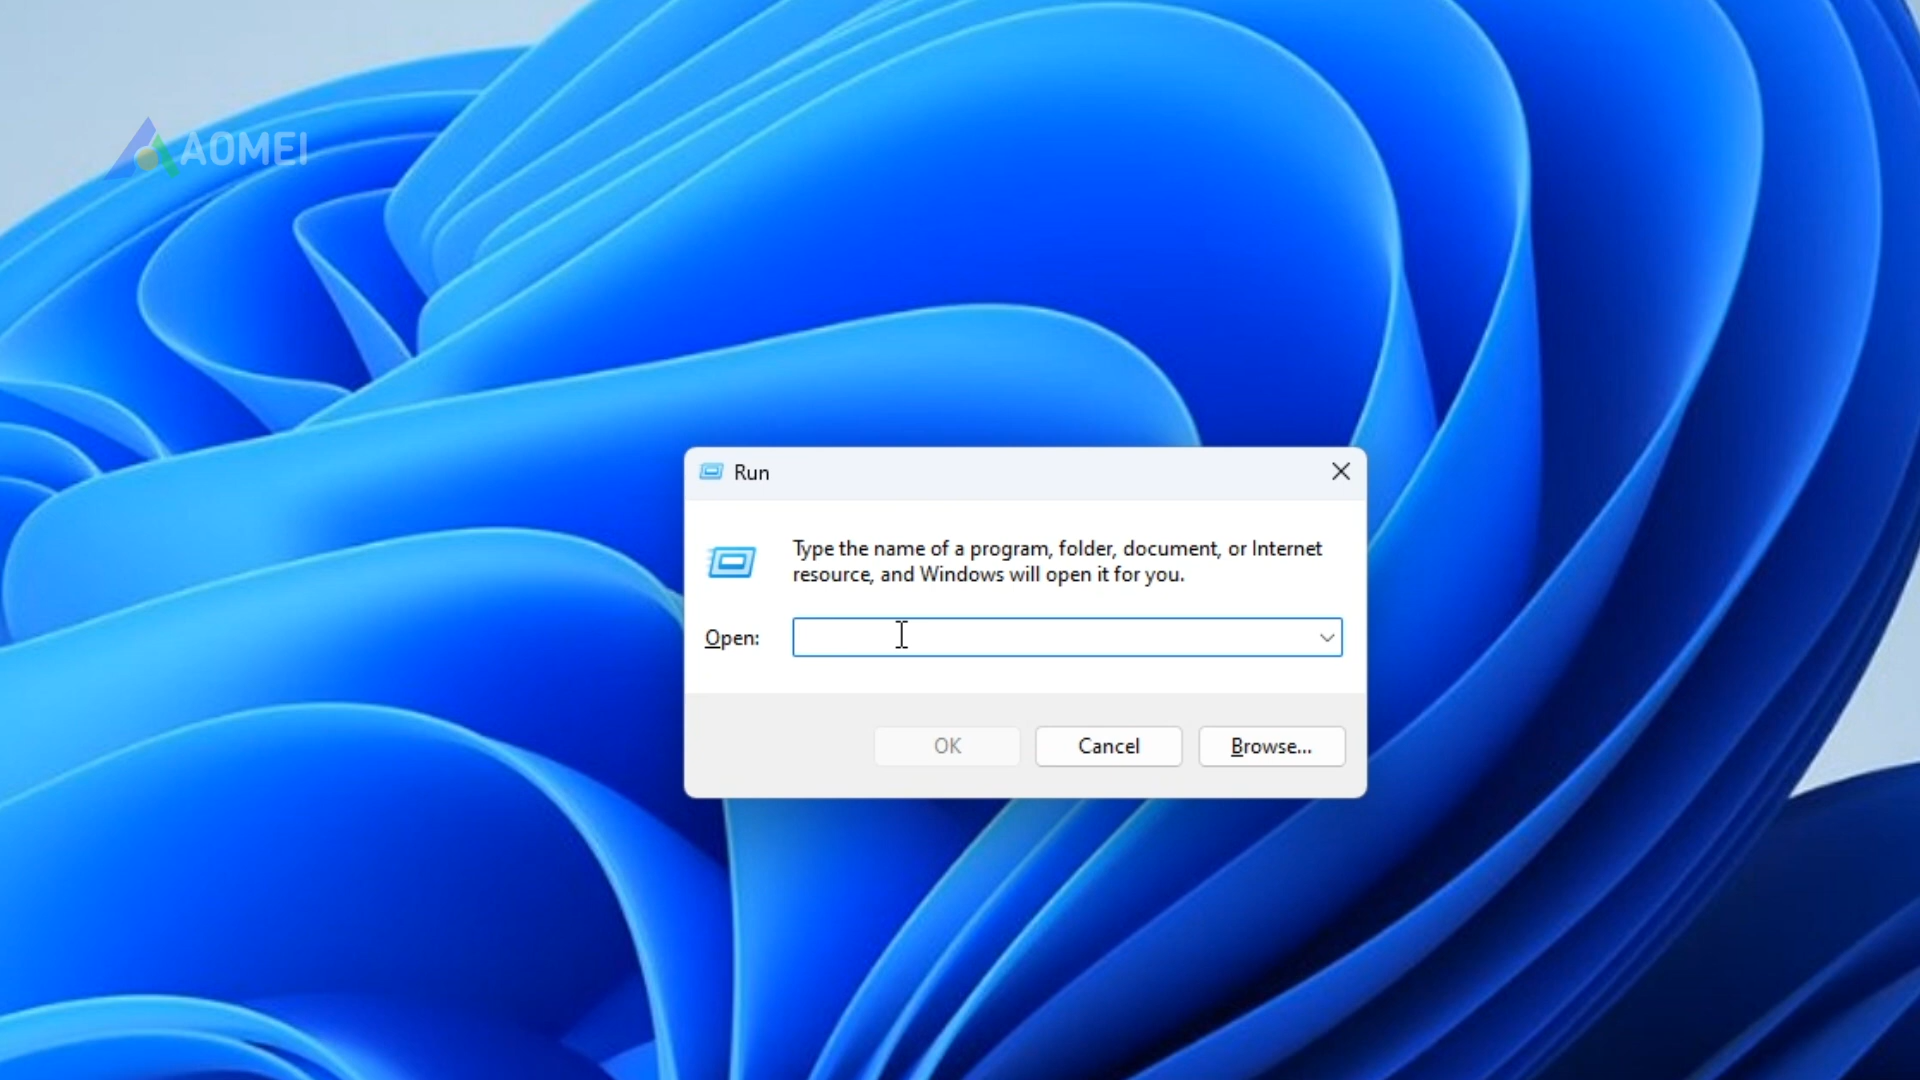 AOMEI
Run
Type the name of a program, folder, document, or Internet
resource, and Windows will open it for you.
Open:
OK
Cancel
Browse...